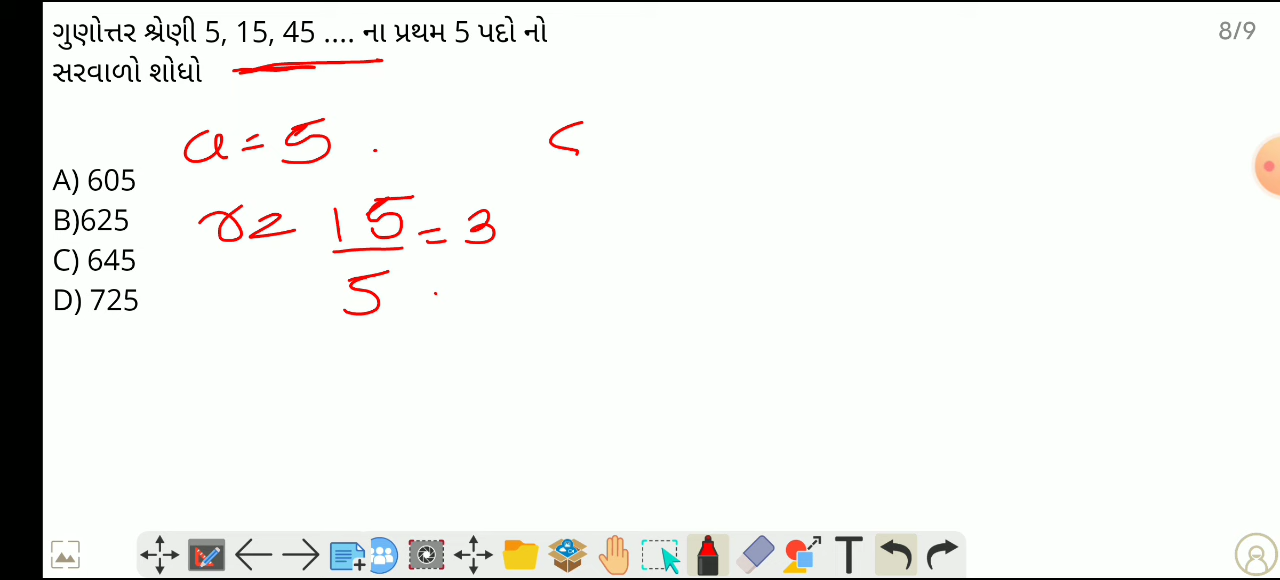 ગુણોત્તર શ્રેણી 5, 15, 45 .... ના પ્રથમ 5 પદો નો
સરવાળો શોધો
8/9
a = 5
A) 605
B)625
C) 645
D) 725
r = 15/5 = 3